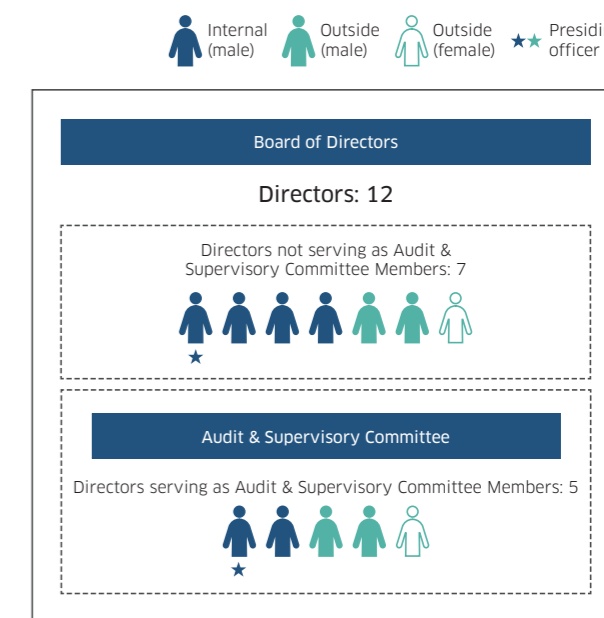 Internal
(male)
Outside
(male)
Outside
(female)
officer
Board of Directors
Directors: 12
Directors not serving as Audit &
Supervisory Committee Members: 7
Audit & Supervisory Committee
Directors serving as Audit & Supervisory Committee Members: 5